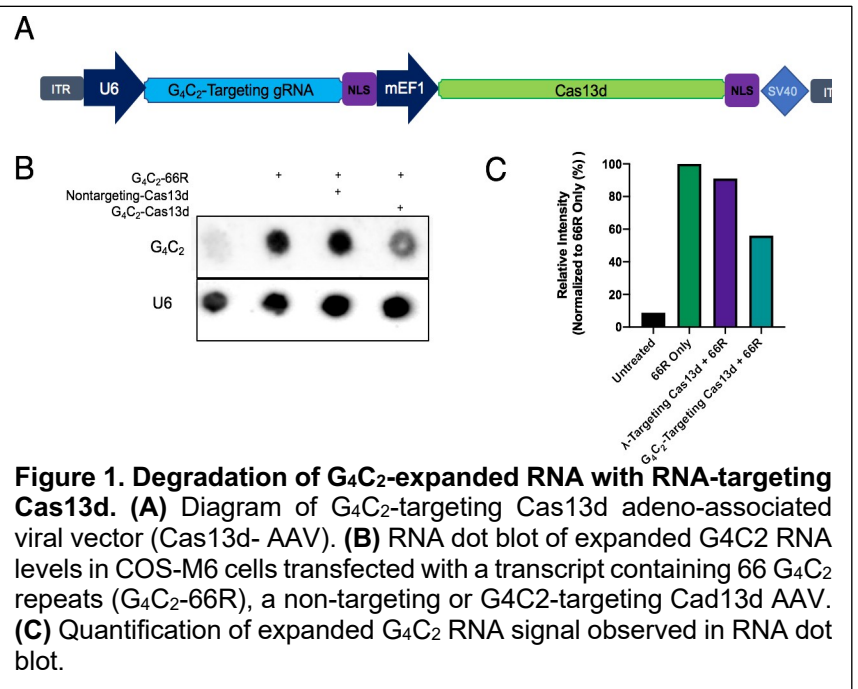 A
ITR U6 G₄C₂-Targeting gRNA NLS mEF1 Cas13d NLS SV40 IT
B
G₄C₂-66R + + +
Nontargeting-Cas13d +
G₄C₂-Cas13d +
G₄C₂
U6
C
Relative Intensity
(Normalized to 66R Only (%) )
100
80
60
40
20
0
Untreated
66R Only
λ-Targeting Cas13d + 66R
G₄C₂-Targeting Cas13d + 66R
Figure 1. Degradation of G₄C₂-expanded RNA with RNA-targeting
Cas13d. (A) Diagram of G₄C₂-targeting Cas13d adeno-associated
viral vector (Cas13d- AAV). (B) RNA dot blot of expanded G4C2 RNA
levels in COS-M6 cells transfected with a transcript containing 66 G₄C₂
repeats (G₄C₂-66R), a non-targeting or G4C2-targeting Cad13d AAV.
(C) Quantification of expanded G₄C₂ RNA signal observed in RNA dot
blot.